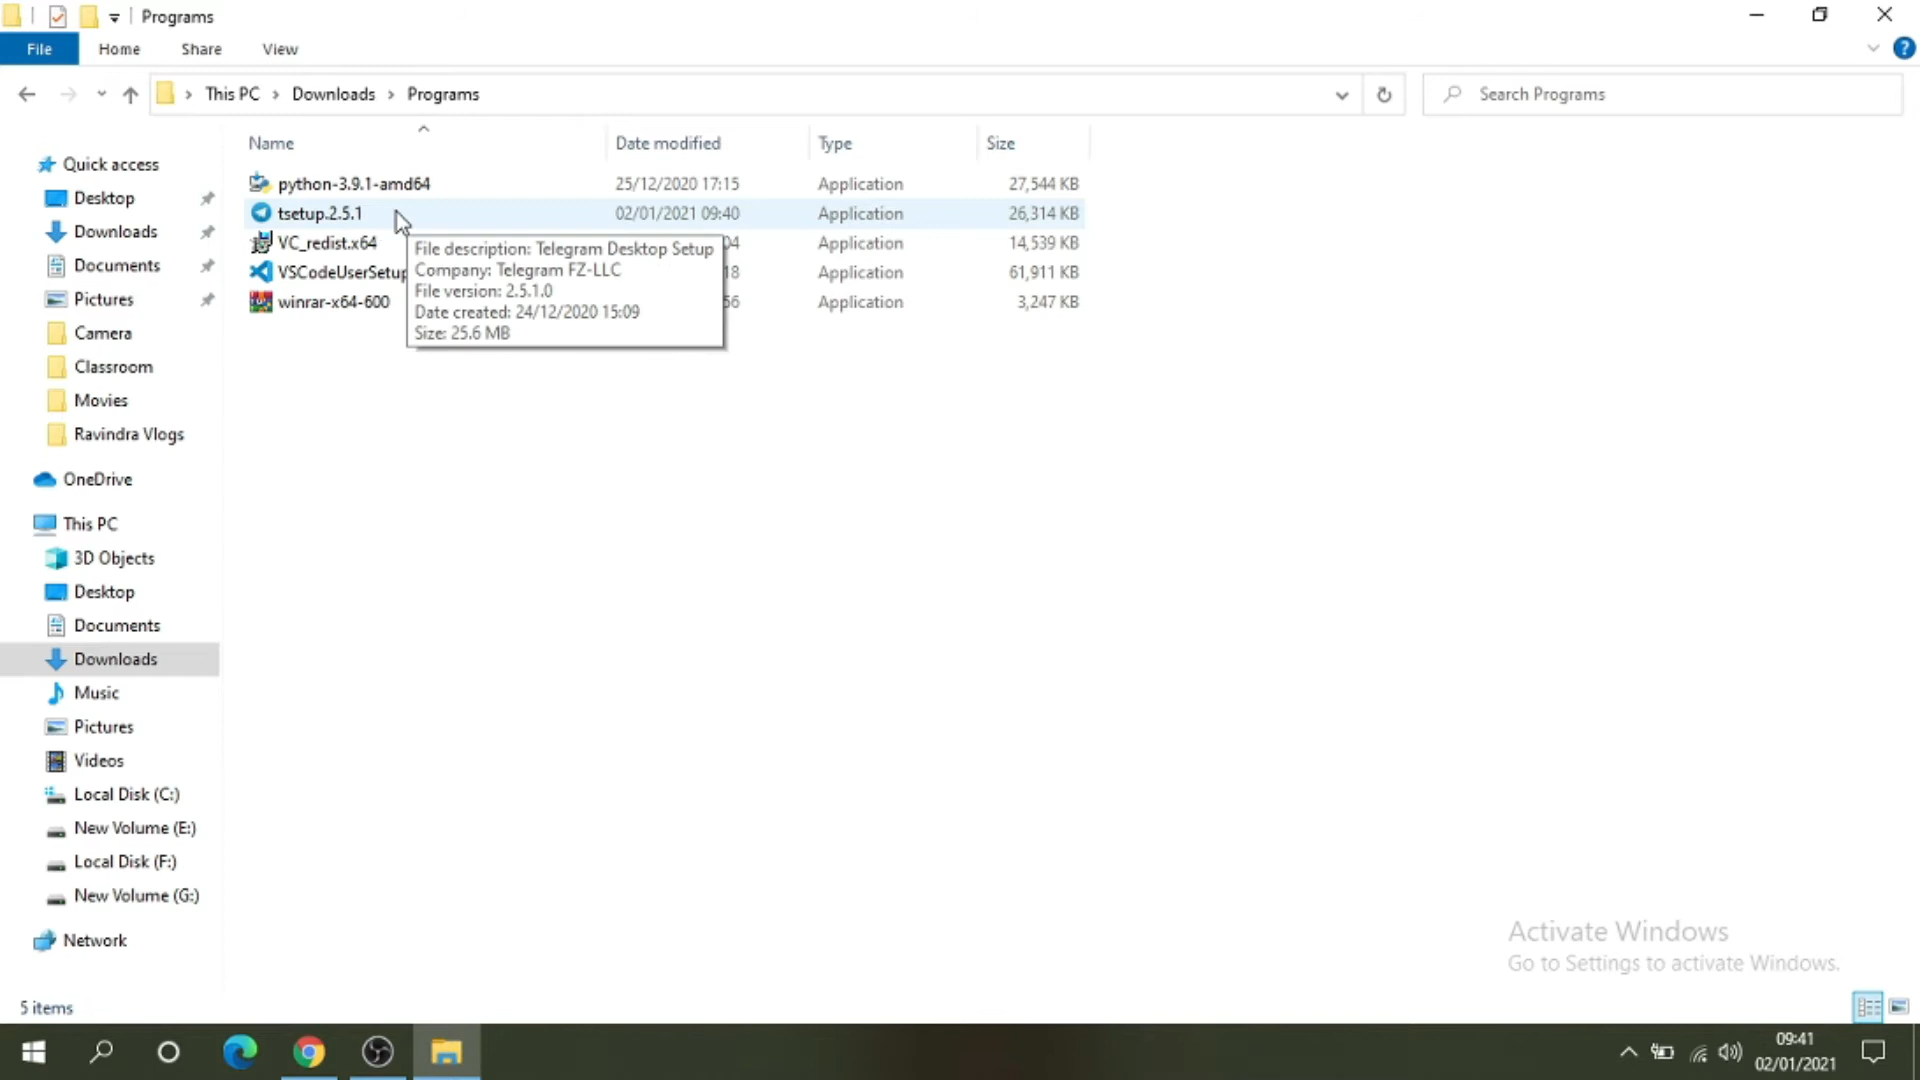 Programs
File Home Share View
This PC > Downloads > Programs
Search Programs
Name Date modified Type Size
python-3.9.1-amd64 25/12/2020 17:15 Application 27,544 KB
tsetup.2.5.1 02/01/2021 09:40 Application 26,314 KB
VC_redist.x64 04 Application 14,539 KB
VSCodeUserSetup 18 Application 61,911 KB
winrar-x64-600 56 Application 3,247 KB
File description: Telegram Desktop Setup
Company: Telegram FZ-LLC
File version: 2.5.1.0
Date created: 24/12/2020 15:09
Size: 25.6 MB
Quick access
Desktop
Downloads
Documents
Pictures
Camera
Classroom
Movies
Ravindra Vlogs
OneDrive
This PC
3D Objects
Desktop
Documents
Downloads
Music
Pictures
Videos
Local Disk (C:)
New Volume (E:)
Local Disk (F:)
New Volume (G:)
Network
Activate Windows
Go to Settings to activate Windows.
5 items
09:41
02/01/2021